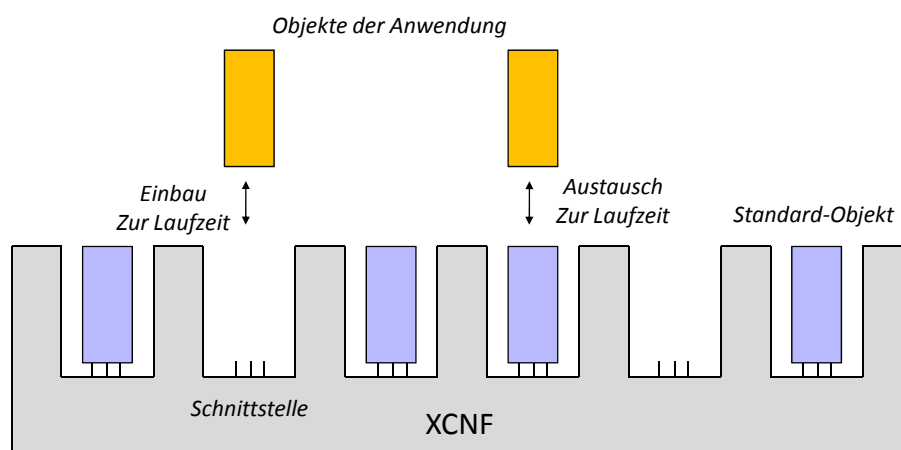 Objekte der Anwendung
Einbau
Zur Laufzeit
Austausch
Zur Laufzeit
Standard-Objekt
Schnittstelle
XCNF